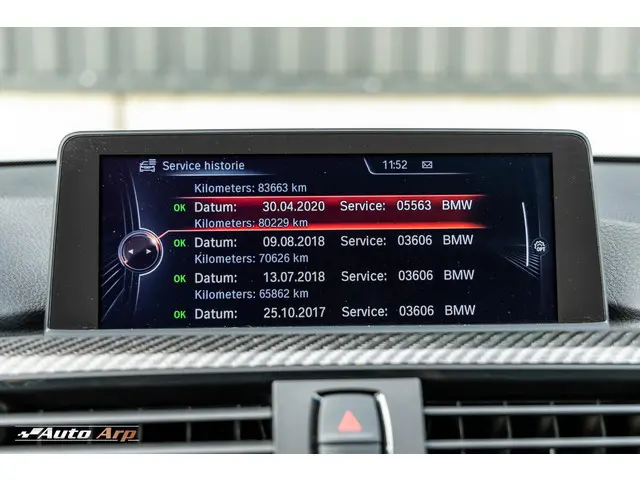 Service historie
11:52
Kilometers: 83663 km
OK Datum: 30.04.2020 Service: 05563 BMW
Kilometers: 80229 km
OK Datum: 09.08.2018 Service: 03606 BMW
Kilometers: 70626 km
OK Datum: 13.07.2018 Service: 03606 BMW
Kilometers: 65862 km
OK Datum: 25.10.2017 Service: 03606 BMW
OPT
Auto Arp